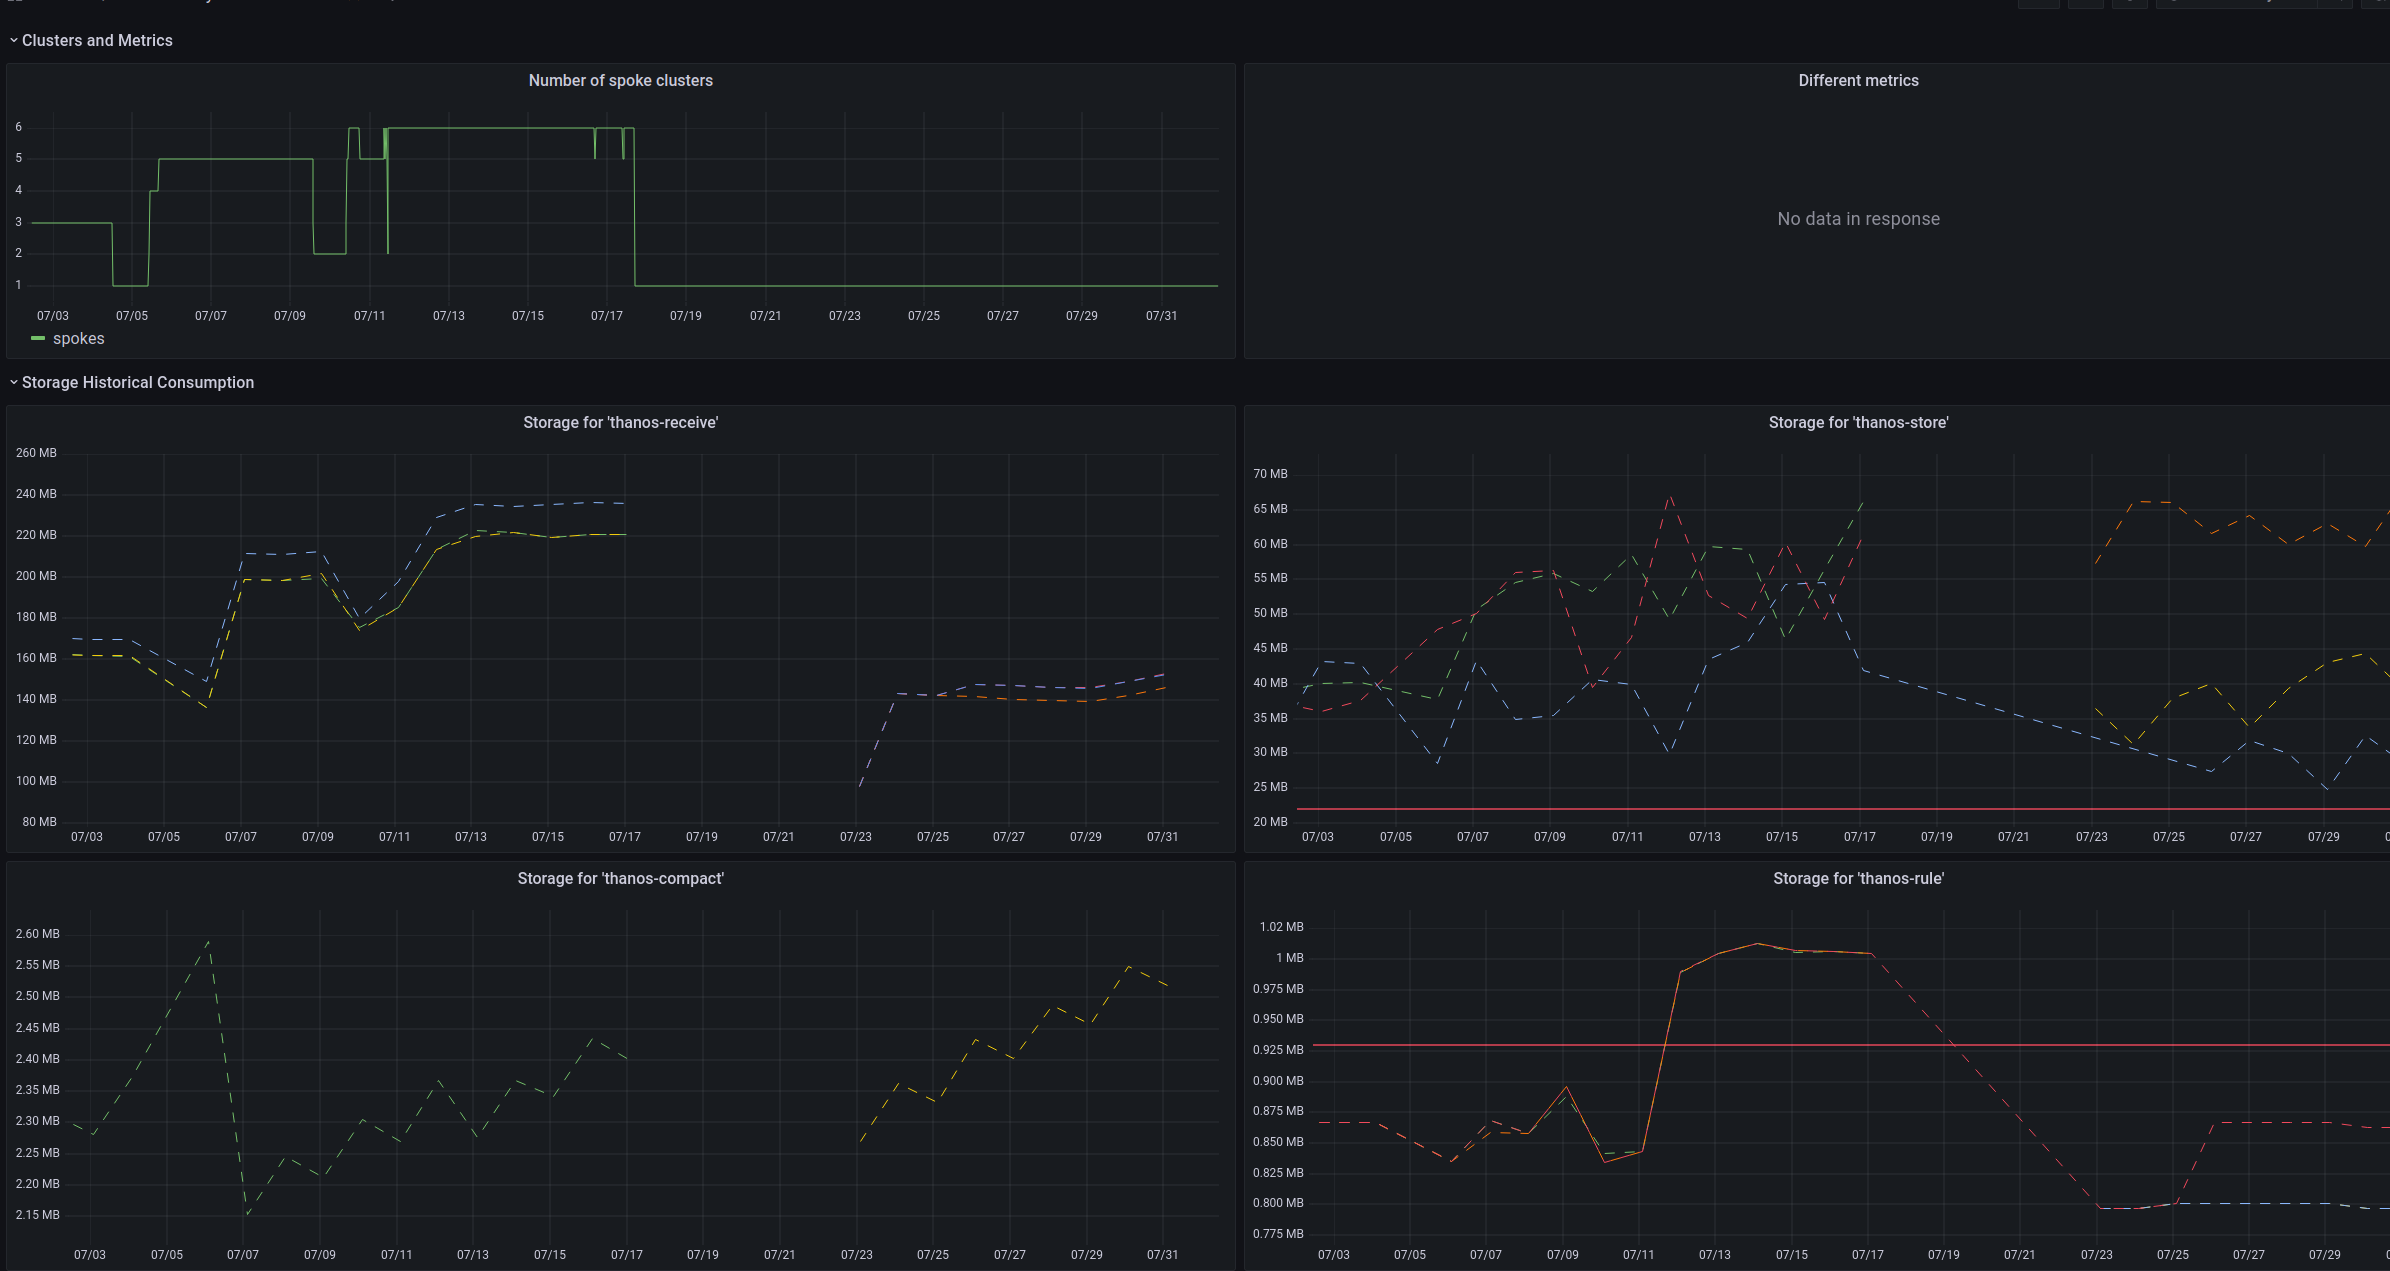 Clusters and Metrics
Number of spoke clusters
6
5
4
3
2
1
07/03 07/05 07/07 07/09 07/11 07/13 07/15 07/17 07/19 07/21 07/23 07/25 07/27 07/29 07/31
spokes
Different metrics
No data in response
Storage Historical Consumption
Storage for 'thanos-receive'
260 MB
240 MB
220 MB
200 MB
180 MB
160 MB
140 MB
120 MB
100 MB
80 MB
07/03 07/05 07/07 07/09 07/11 07/13 07/15 07/17 07/19 07/21 07/23 07/25 07/27 07/29 07/31
Storage for 'thanos-store'
70 MB
65 MB
60 MB
55 MB
50 MB
45 MB
40 MB
35 MB
30 MB
25 MB
20 MB
07/03 07/05 07/07 07/09 07/11 07/13 07/15 07/17 07/19 07/21 07/23 07/25 07/27 07/29
Storage for 'thanos-compact'
2.60 MB
2.55 MB
2.50 MB
2.45 MB
2.40 MB
2.35 MB
2.30 MB
2.25 MB
2.20 MB
2.15 MB
07/03 07/05 07/07 07/09 07/11 07/13 07/15 07/17 07/19 07/21 07/23 07/25 07/27 07/29 07/31
Storage for 'thanos-rule'
1.02 MB
1 MB
0.975 MB
0.950 MB
0.925 MB
0.900 MB
0.875 MB
0.850 MB
0.825 MB
0.800 MB
0.775 MB
07/03 07/05 07/07 07/09 07/11 07/13 07/15 07/17 07/19 07/21 07/23 07/25 07/27 07/29